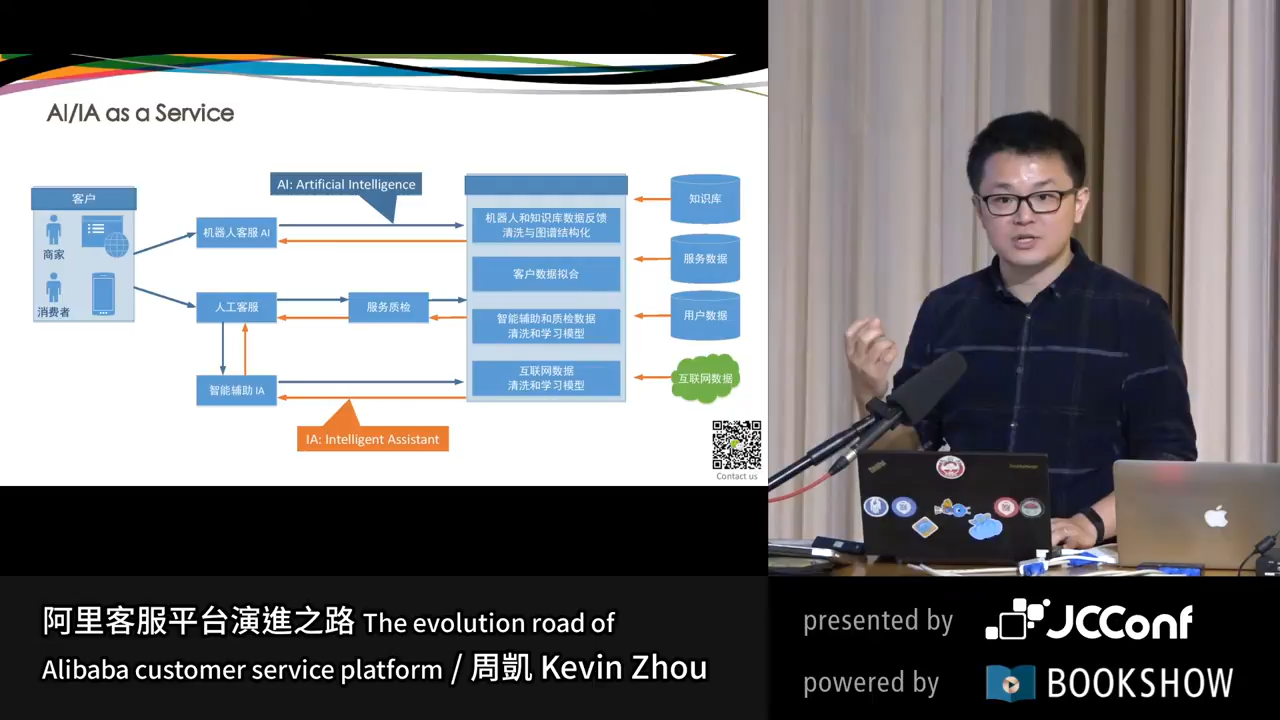 AI/IA as a Service
AI: Artificial Intelligence
客户
商家
消费者
机器人客服 AI
人工客服
服务质检
智能辅助 IA
机器人和知识库数据反馈
清洗与图谱结构化
客户数据拟合
智能辅助和质检数据
清洗和学习模型
互联网数据
清洗和学习模型
知识库
服务数据
用户数据
互联网数据
IA: Intelligent Assistant
Contact us
阿里客服平台演進之路 The evolution road of
Alibaba customer service platform / 周凱 Kevin Zhou
presented by JCConf
powered by BOOKSHOW